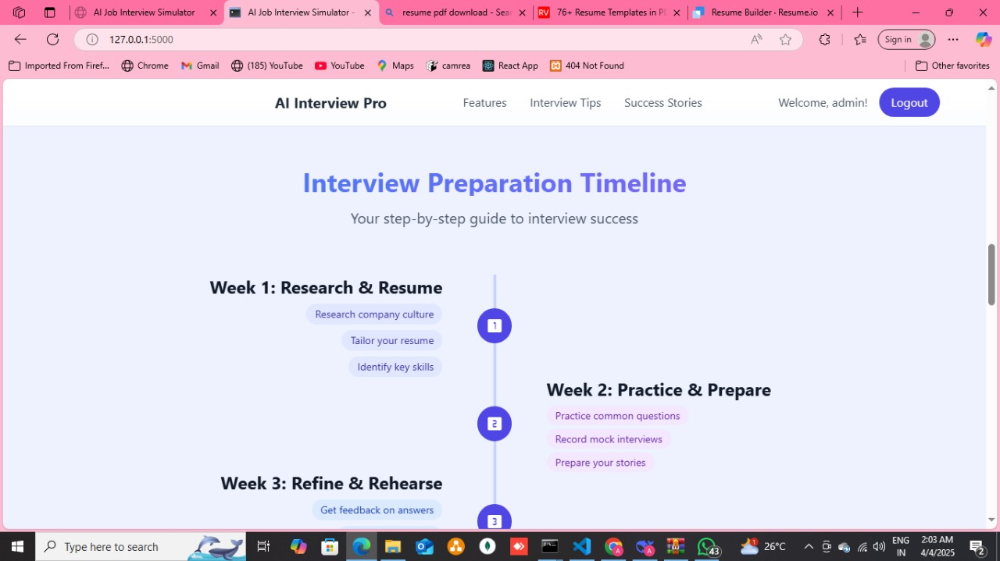 AI Job Interview Simulator
AI Job Interview Simulator -
resume pdf download - Sear
RV
76+ Resume Templates in PD
Resume Builder · Resume.io
127.0.0.1:5000
Sign in
Imported From Firef...
Chrome
Gmail
(185) YouTube
YouTube
Maps
camrea
React App
404 Not Found
Other favorites
AI Interview Pro
Features
Interview Tips
Success Stories
Welcome, admin!
Logout
Interview Preparation Timeline
Your step-by-step guide to interview success
Week 1: Research & Resume
Research company culture
1
Tailor your resume
Identify key skills
Week 2: Practice & Prepare
Practice common questions
2
Record mock interviews
Prepare your stories
Week 3: Refine & Rehearse
Get feedback on answers
3
Type here to search
43
26°C
ENG
IN
2:03 AM
4/4/2025
2